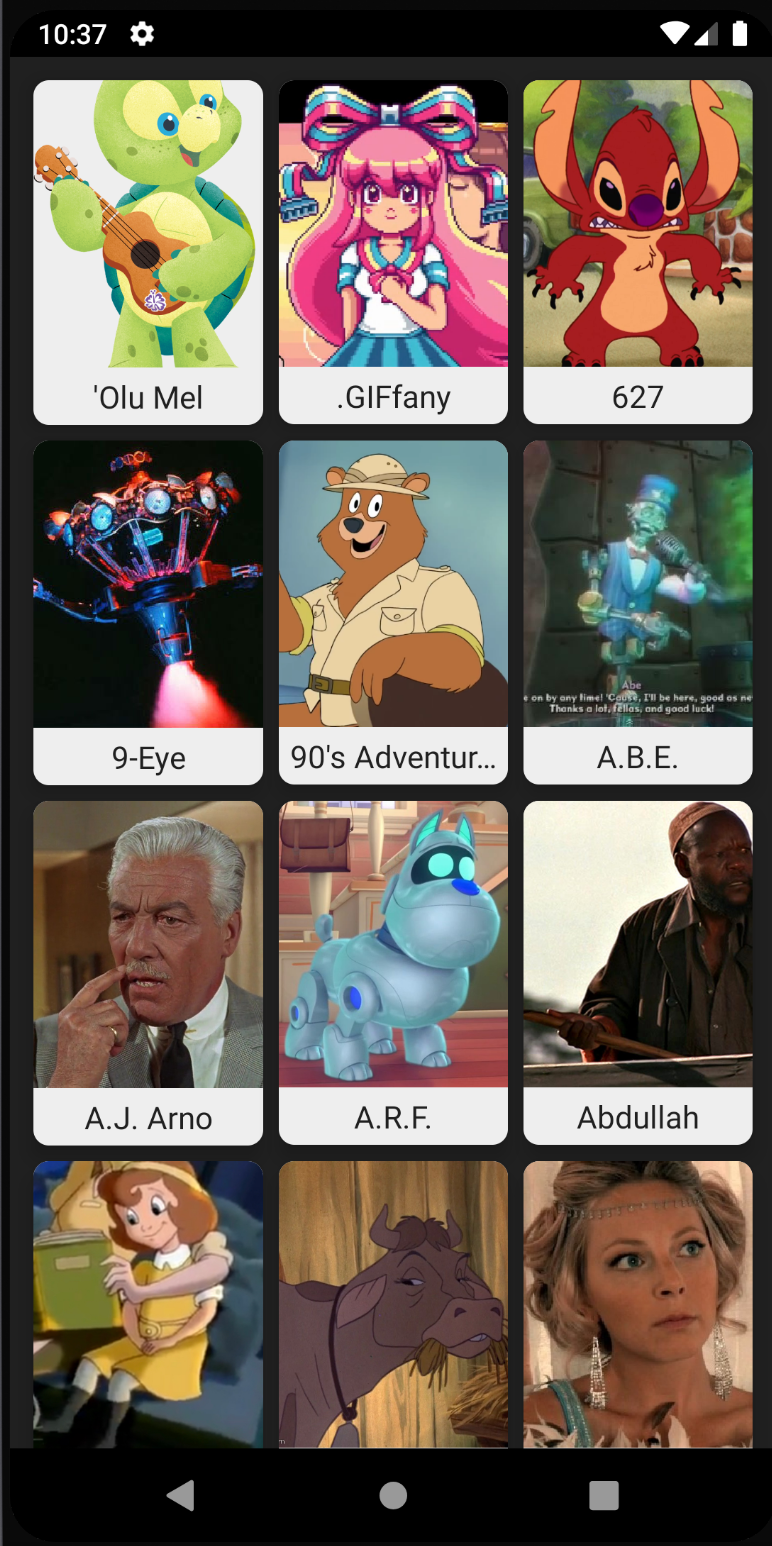 10:37
'Olu Mel
.GIFfany
627
9-Eye
90's Adventur...
A.B.E.
Abe
e on by any time! 'Cause, I'll be here, good as ne
Thanks a lot, fellas, and good luck!
A.J. Arno
A.R.F.
Abdullah